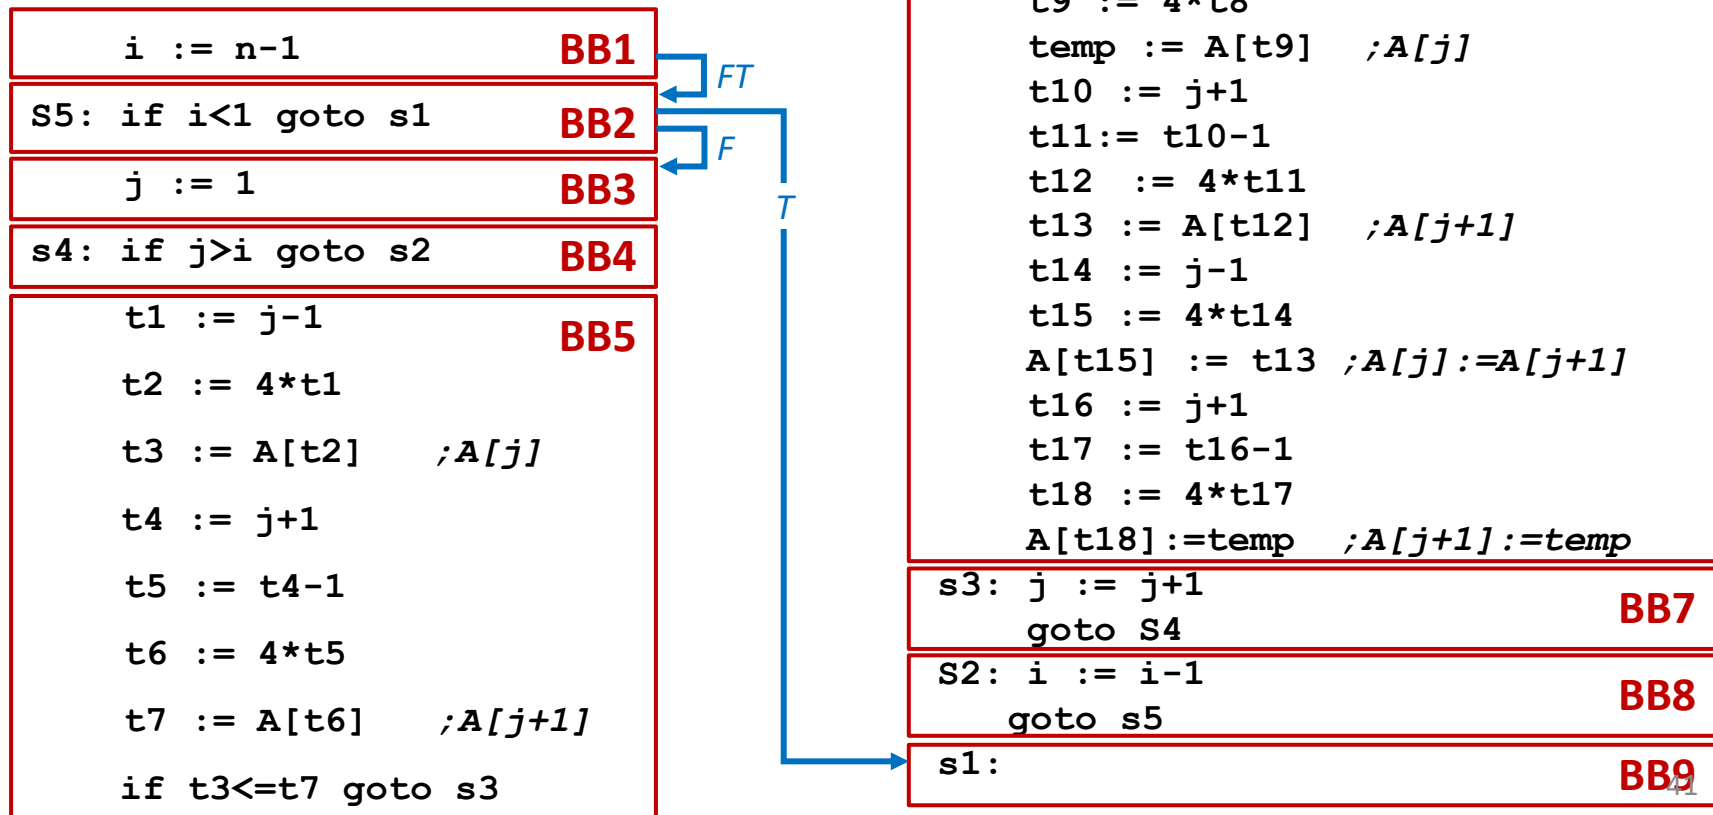 i := n-1 BB1
FT
S5: if i<1 goto s1 BB2
F
j := 1 BB3
T
s4: if j>i goto s2 BB4
t1 := j-1 BB5
t2 := 4*t1
t3 := A[t2] ;A[j]
t4 := j+1
t5 := t4-1
t6 := 4*t5
t7 := A[t6] ;A[j+1]
if t3<=t7 goto s3
t9 := 4*t8
temp := A[t9] ;A[j]
t10 := j+1
t11:= t10-1
t12 := 4*t11
t13 := A[t12] ;A[j+1]
t14 := j-1
t15 := 4*t14
A[t15] := t13 ;A[j]:=A[j+1]
t16 := j+1
t17 := t16-1
t18 := 4*t17
A[t18]:=temp ;A[j+1]:=temp
s3: j := j+1 BB7
goto S4
S2: i := i-1 BB8
goto s5
s1: BB9
41